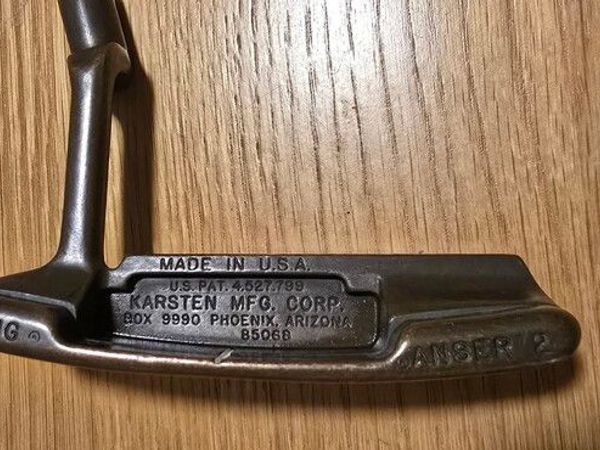 MADE IN U.S.A.
U.S. PAT. 4.527.799
KARSTEN MFG. CORP.
BOX 9990 PHOENIX, ARIZONA
85068
G ANSER 2